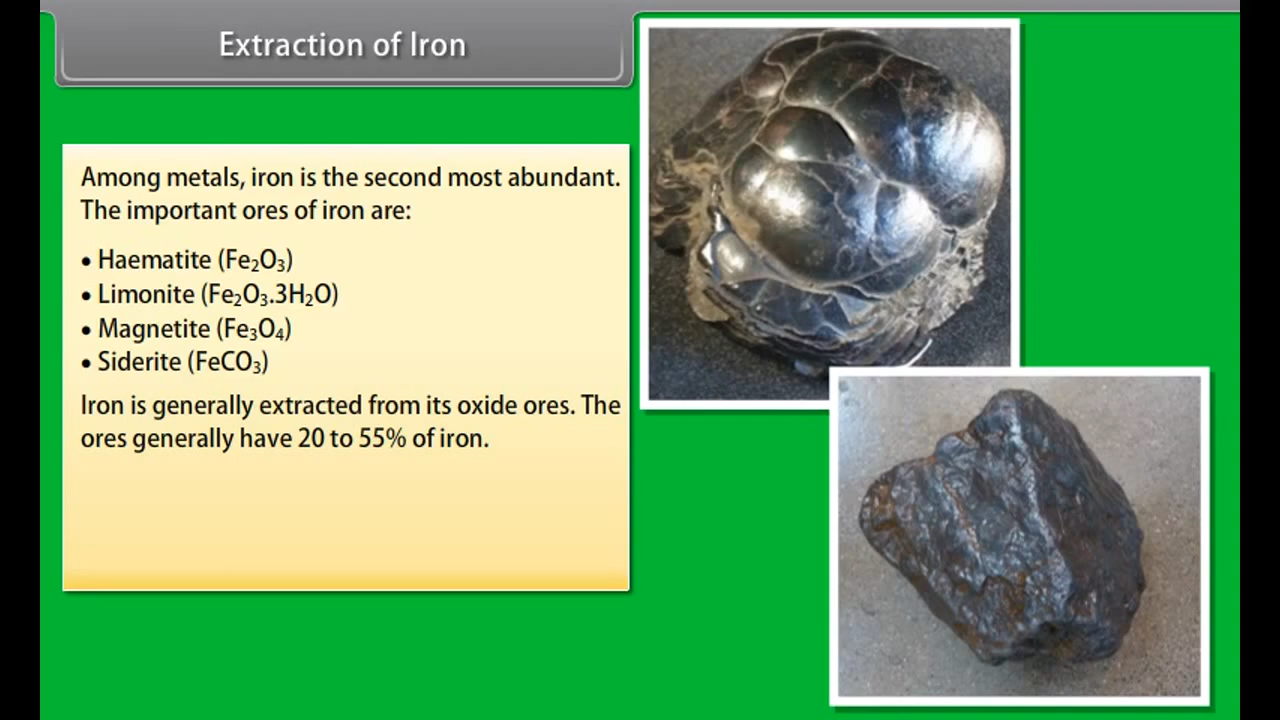 Extraction of Iron
Among metals, iron is the second most abundant.
The important ores of iron are:
• Haematite (Fe₂O₃)
• Limonite (Fe₂O₃.3H₂O)
• Magnetite (Fe₃O₄)
• Siderite (FeCO₃)
Iron is generally extracted from its oxide ores. The
ores generally have 20 to 55% of iron.